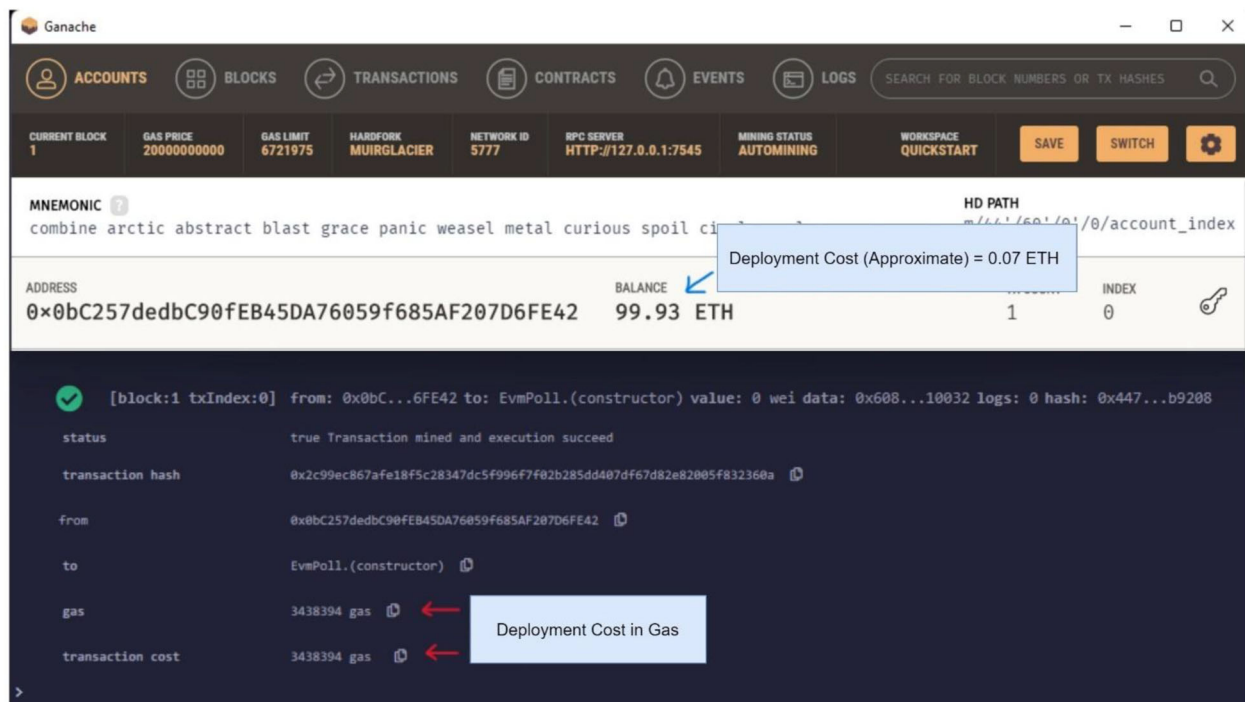 Ganache
ACCOUNTS BLOCKS TRANSACTIONS CONTRACTS EVENTS LOGS SEARCH FOR BLOCK NUMBERS OR TX HASHES
CURRENT BLOCK GAS PRICE GAS LIMIT HARDFORK NETWORK ID RPC SERVER MINING STATUS WORKSPACE
1 20000000000 6721975 MUIRGLACIER 5777 HTTP://127.0.0.1:7545 AUTOMINING QUICKSTART SAVE SWITCH
MNEMONIC ? HD PATH
combine arctic abstract blast grace panic weasel metal curious spoil m/44'/60'/0'/0/account_index
Deployment Cost (Approximate) = 0.07 ETH
ADDRESS BALANCE INDEX
0×0bC257dedbC90fEB45DA76059f685AF207D6FE42 99.93 ETH 1 0
[block:1 txIndex:0] from: 0x0bC...6FE42 to: EvmPoll.(constructor) value: 0 wei data: 0x608...10032 logs: 0 hash: 0x447...b9208
status true Transaction mined and execution succeed
transaction hash 0x2c99ec867afe18f5c28347dc5f996f7f02b285dd407df67d82e82005f832360a
from 0x0bC257dedbC90fEB45DA76059f685AF207D6FE42
to EvmPoll.(constructor)
gas 3438394 gas
Deployment Cost in Gas
transaction cost 3438394 gas
>